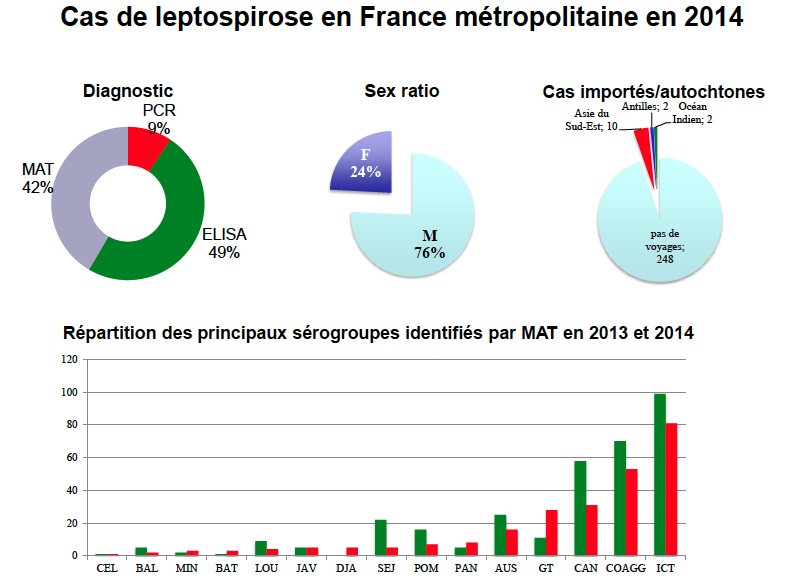 Cas de leptospirose en France métropolitaine en 2014
Diagnostic
PCR
9%
MAT
42%
ELISA
49%
Sex ratio
F
24%
M
76%
Cas importés/autochtones
Asie du
Sud-Est; 10
Antilles; 2
Océan
Indien; 2
pas de
voyages;
248
Répartition des principaux sérogroupes identifiés par MAT en 2013 et 2014
120
100
80
60
40
20
0
CEL BAL MIN BAT LOU JAV DJA SEJ POM PAN AUS GT CAN COAGG ICT